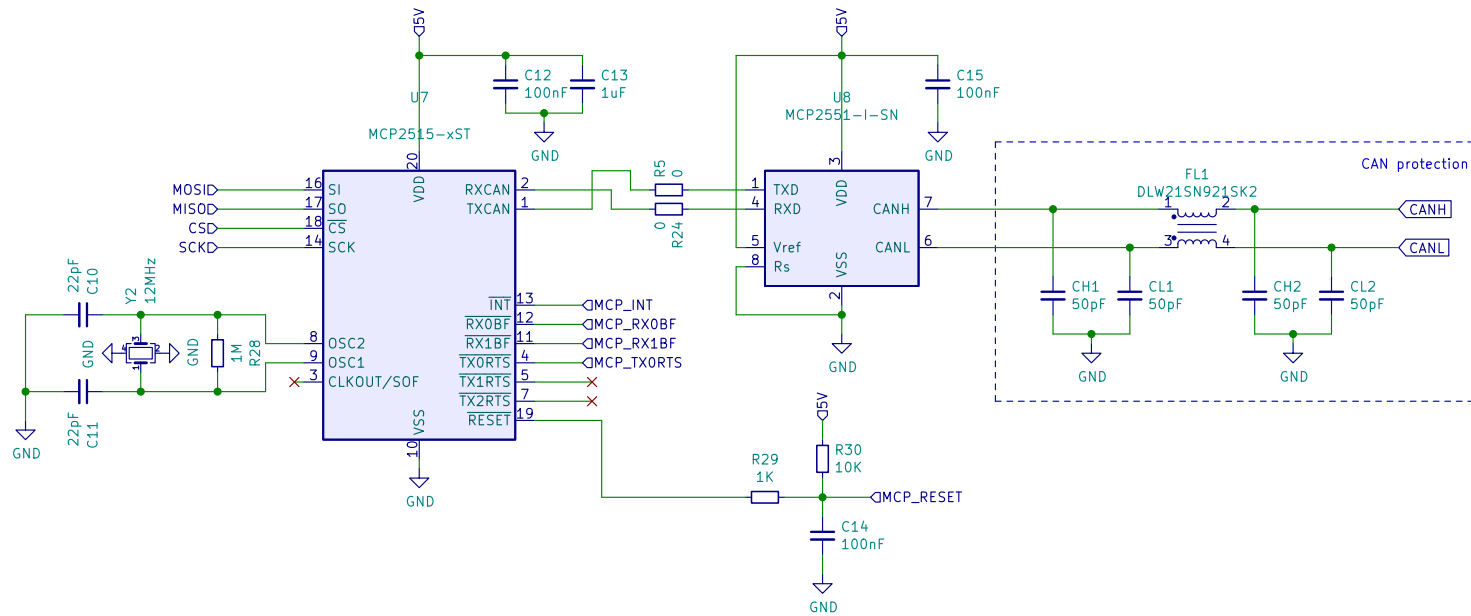 5V
C12
100nF
C13
1uF
U7
MCP2515-xST
GND
20
VDD
MOSI
MISO
CS
SCK
16
17
18
14
SI
SO
CS
SCK
RXCAN
TXCAN
2
1
R5
0
0
R24
5V
U8
MCP2551-I-SN
C15
100nF
GND
3
VDD
1
4
5
8
TXD
RXD
Vref
Rs
CANH
CANL
7
6
VSS
2
GND
CAN protection
FL1
DLW21SN921SK2
1
2
3
4
CANH
CANL
CH1
50pF
CL1
50pF
CH2
50pF
CL2
50pF
GND
GND
22pF
C10
Y2
12MHz
GND
3
4
2
1
GND
1M
R28
22pF
C11
GND
8
9
3
OSC2
OSC1
CLKOUT/SOF
INT
RX0BF
RX1BF
TX0RTS
TX1RTS
TX2RTS
RESET
13
12
11
4
5
7
19
MCP_INT
MCP_RX0BF
MCP_RX1BF
MCP_TX0RTS
VSS
10
GND
5V
R30
10K
R29
1K
MCP_RESET
C14
100nF
GND